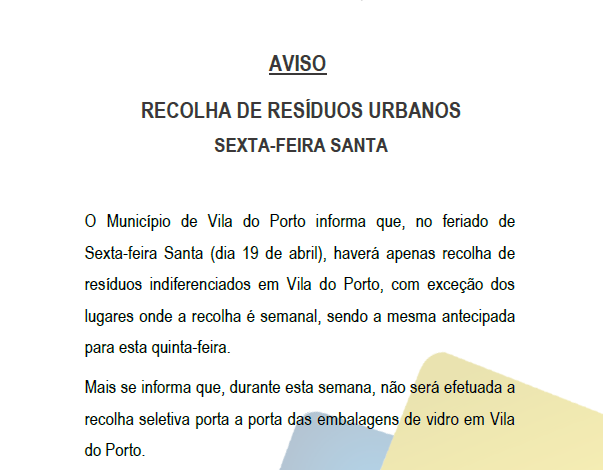 AVISO
RECOLHA DE RESÍDUOS URBANOS
SEXTA-FEIRA SANTA
O Município de Vila do Porto informa que, no feriado de
Sexta-feira Santa (dia 19 de abril), haverá apenas recolha de
resíduos indiferenciados em Vila do Porto, com exceção dos
lugares onde a recolha é semanal, sendo a mesma antecipada
para esta quinta-feira.
Mais se informa que, durante esta semana, não será efetuada a
recolha seletiva porta a porta das embalagens de vidro em Vila
do Porto.